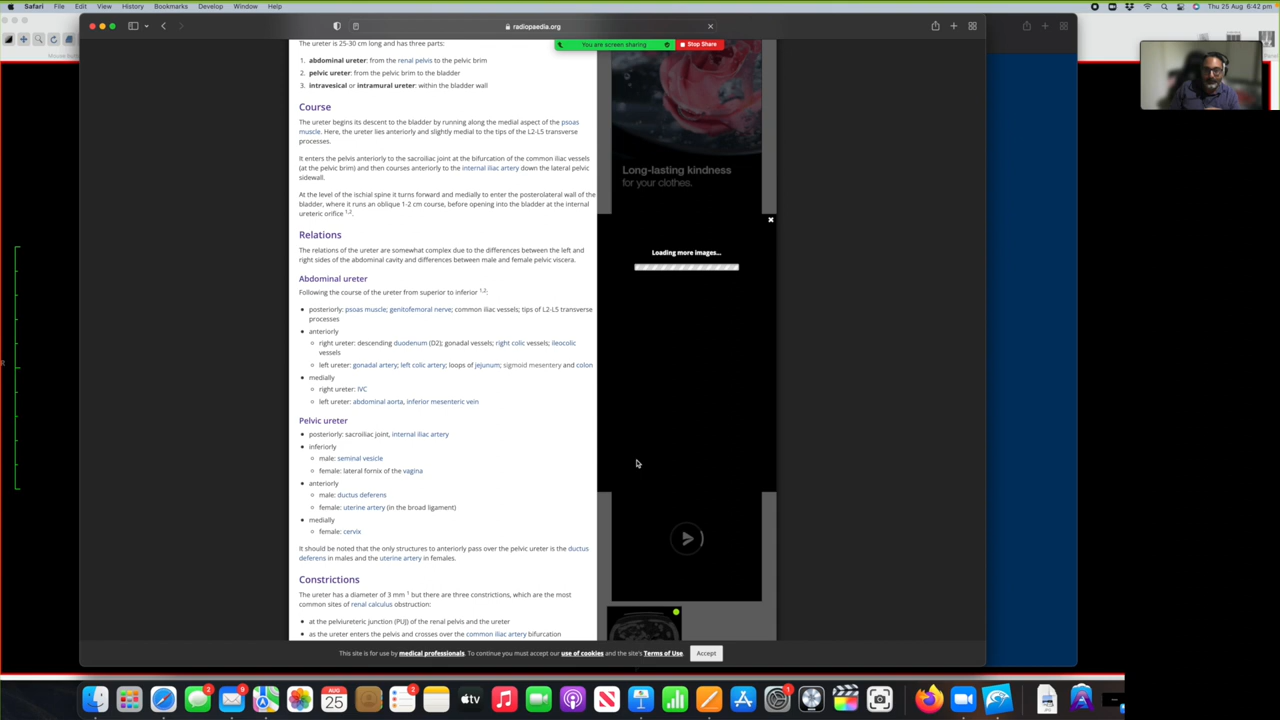 Safari File Edit View History Bookmarks Develop Window Help
Thu 25 Aug 6:42 pm
radiopaedia.org
You are screen sharing
Stop Share
The ureter is 25-30 cm long and has three parts:
1. abdominal ureter: from the renal pelvis to the pelvic brim
2. pelvic ureter: from the pelvic brim to the bladder
3. intravesical or intramural ureter: within the bladder wall
Course
The ureter begins its descent to the bladder by running along the medial aspect of the psoas
muscle. Here, the ureter lies anteriorly and slightly medial to the tips of the L2-L5 transverse
processes.
It enters the pelvis anteriorly to the sacroiliac joint at the bifurcation of the common iliac vessels
(at the pelvic brim) and then courses anteriorly to the internal iliac artery down the lateral pelvic
sidewall.
At the level of the ischial spine it turns forward and medially to enter the posterolateral wall of the
bladder, where it runs an oblique 1-2 cm course, before opening into the bladder at the internal
ureteric orifice 1,2.
Relations
The relations of the ureter are somewhat complex due to the differences between the left and
right sides of the abdominal cavity and differences between male and female pelvic viscera.
Abdominal ureter
Following the course of the ureter from superior to inferior 1,2:
• posteriorly: psoas muscle; genitofemoral nerve; common iliac vessels; tips of L2-L5 transverse
processes
• anteriorly
right ureter: descending duodenum (D2); gonadal vessels; right colic vessels; ileocolic
vessels
left ureter: gonadal artery; left colic artery; loops of jejunum; sigmoid mesentery and colon
• medially
right ureter: IVC
left ureter: abdominal aorta, inferior mesenteric vein
Pelvic ureter
• posteriorly: sacroiliac joint, internal iliac artery
• inferiorly
male: seminal vesicle
female: lateral fornix of the vagina
• anteriorly
male: ductus deferens
female: uterine artery (in the broad ligament)
• medially
female: cervix
It should be noted that the only structures to anteriorly pass over the pelvic ureter is the ductus
deferens in males and the uterine artery in females.
Constrictions
The ureter has a diameter of 3 mm 1 but there are three constrictions, which are the most
common sites of renal calculus obstruction:
• at the pelviureteric junction (PUJ) of the renal pelvis and the ureter
• as the ureter enters the pelvis and crosses over the common iliac artery bifurcation
Long-lasting kindness
for your clothes.
Loading more images...
This site is for use by medical professionals. To continue you must accept our use of cookies and the site's Terms of Use.
Accept
R
2
9
AUG
25
2
tv
1